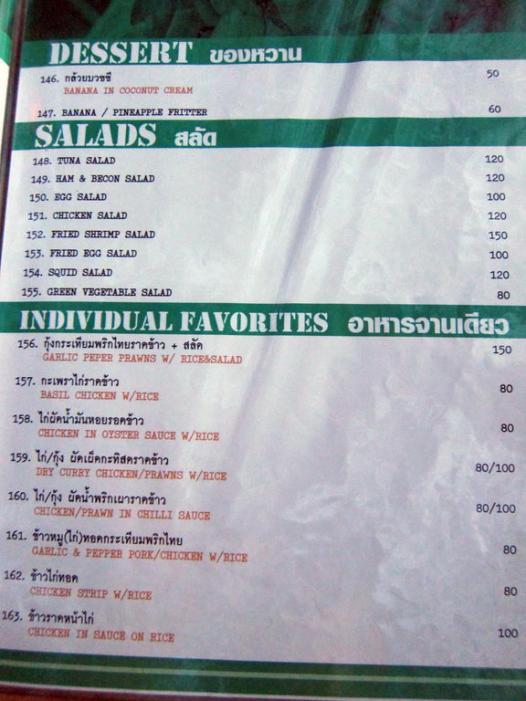 DESSERT ของหวาน
146. กล้วยบวชชี 50
BANANA IN COCONUT CREAM
147. BANANA / PINEAPPLE FRITTER 60
SALADS สลัด
148. TUNA SALAD 120
149. HAM & BECON SALAD 120
150. EGG SALAD 100
151. CHICKEN SALAD 120
152. FRIED SHRIMP SALAD 150
153. FRIED EGG SALAD 100
154. SQUID SALAD 120
155. GREEN VEGETABLE SALAD 80
INDIVIDUAL FAVORITES อาหารจานเดียว
156. กุ้งกระเทียมพริกไทยราดข้าว + สลัด 150
GARLIC PEPER PRAWNS W/ RICE&SALAD
157. กะเพราไก่ราดข้าว 80
BASIL CHICKEN W/RICE
158. ไก่ผัดน้ำมันหอยรอดข้าว 80
CHICKEN IN OYSTER SAUCE W/RICE
159. ไก่/กุ้ง ผัดเผ็ดกะทิสดราดข้าว 80/100
DRY CURRY CHICKEN/PRAWNS W/RICE
160. ไก่/กุ้ง ผัดน้ำพริกเผาราดข้าว 80/100
CHICKEN/PRAWN IN CHILLI SAUCE
161. ข้าวหมู(ไก่)ทอดกระเทียมพริกไทย 80
GARLIC & PEPPER PORK/CHICKEN W/RICE
162. ข้าวไก่ทอด 80
CHICKEN STRIP W/RICE
163. ข้าวราดหน้าไก่ 100
CHICKEN IN SAUCE ON RICE